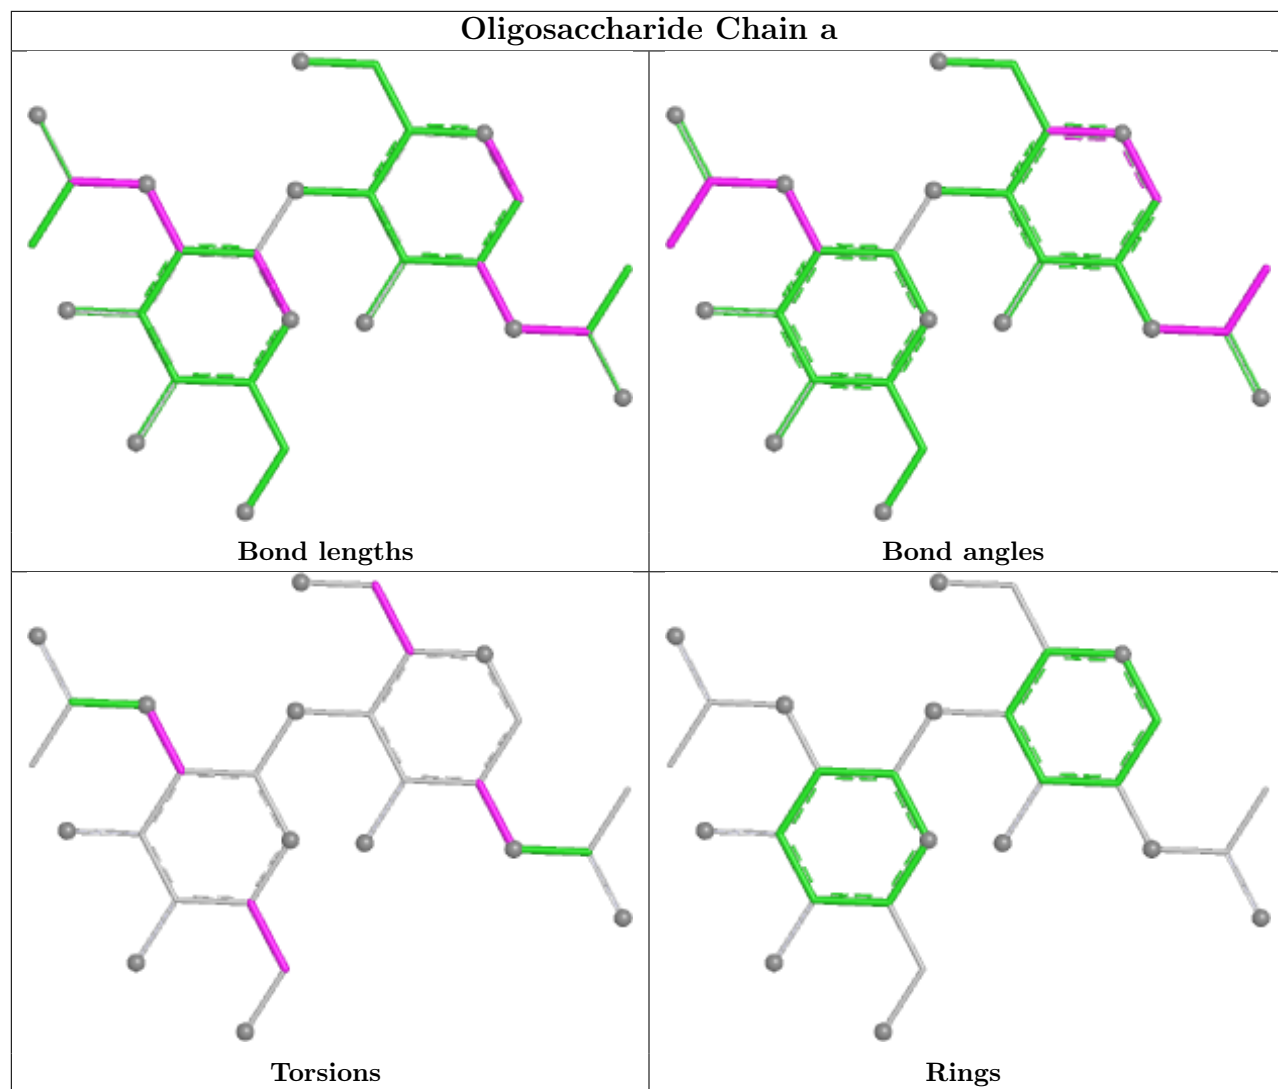 Oligosaccharide Chain a
Bond lengths
Bond angles
Torsions
Rings